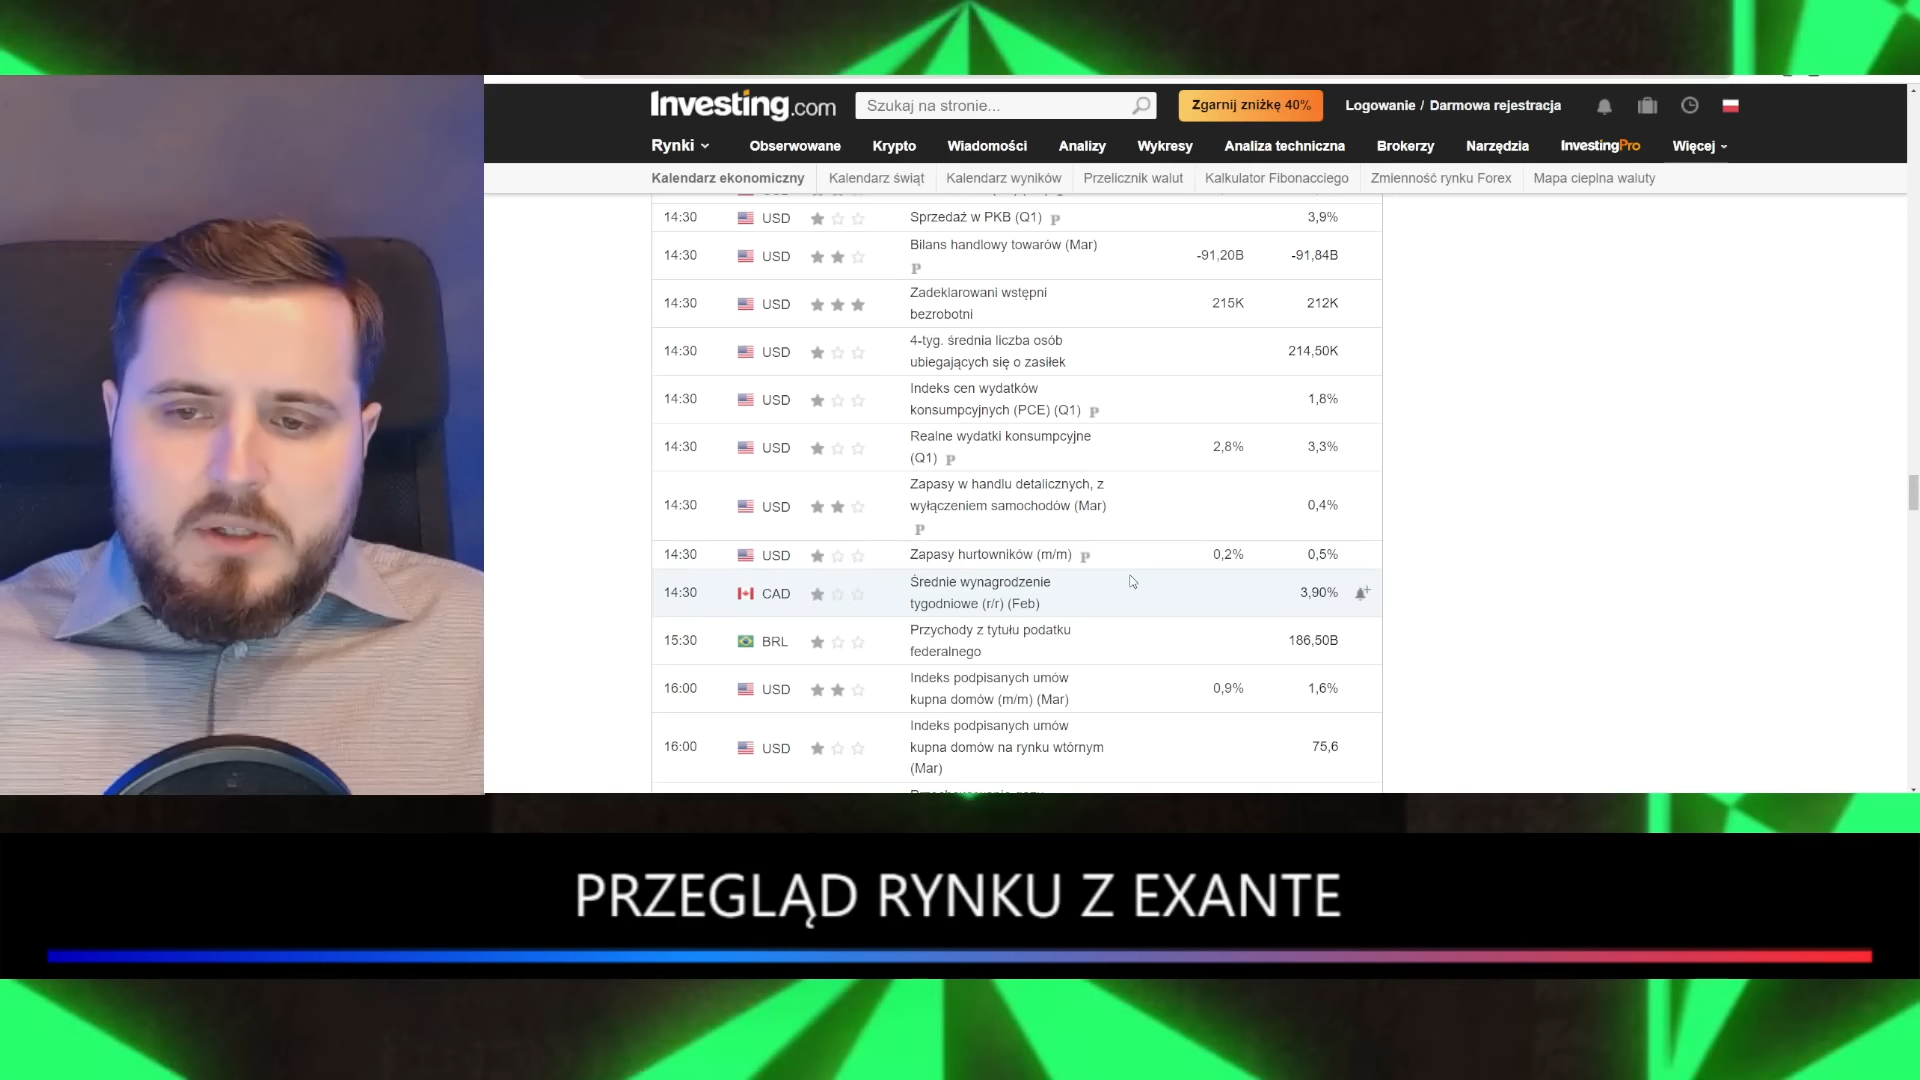 Investing.com
Szukaj na stronie...
Zgarnij zniżkę 40%
Logowanie / Darmowa rejestracja
Rynki Obserwowane Krypto Wiadomości Analizy Wykresy Analiza techniczna Brokerzy Narzędzia InvestingPro Więcej
Kalendarz ekonomiczny Kalendarz świąt Kalendarz wyników Przelicznik walut Kalkulator Fibonacciego Zmienność rynku Forex Mapa cieplna waluty
14:30 USD Sprzedaż w PKB (Q1) P 3,9%
14:30 USD Bilans handlowy towarów (Mar) -91,20B -91,84B
P
14:30 USD Zadeklarowani wstępni 215K 212K
bezrobotni
14:30 USD 4-tyg. średnia liczba osób 214,50K
ubiegających się o zasiłek
14:30 USD Indeks cen wydatków 1,8%
konsumpcyjnych (PCE) (Q1) P
14:30 USD Realne wydatki konsumpcyjne 2,8% 3,3%
(Q1) P
14:30 USD Zapasy w handlu detalicznych, z 0,4%
wyłączeniem samochodów (Mar)
P
14:30 USD Zapasy hurtowników (m/m) P 0,2% 0,5%
14:30 CAD Średnie wynagrodzenie 3,90%
tygodniowe (r/r) (Feb)
15:30 BRL Przychody z tytułu podatku 186,50B
federalnego
16:00 USD Indeks podpisanych umów 0,9% 1,6%
kupna domów (m/m) (Mar)
16:00 USD Indeks podpisanych umów 75,6
kupna domów na rynku wtórnym
(Mar)
PRZEGLĄD RYNKU Z EXANTE